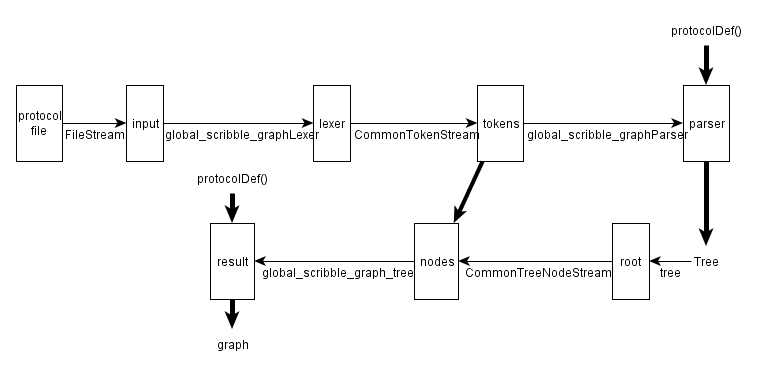 protocolDef()
protocol
file
FileStream
input
global_scribble_graphLexer
lexer
CommonTokenStream
tokens
global_scribble_graphParser
parser
protocolDef()
result
global_scribble_graph_tree
nodes
CommonTreeNodeStream
root
tree
Tree
graph